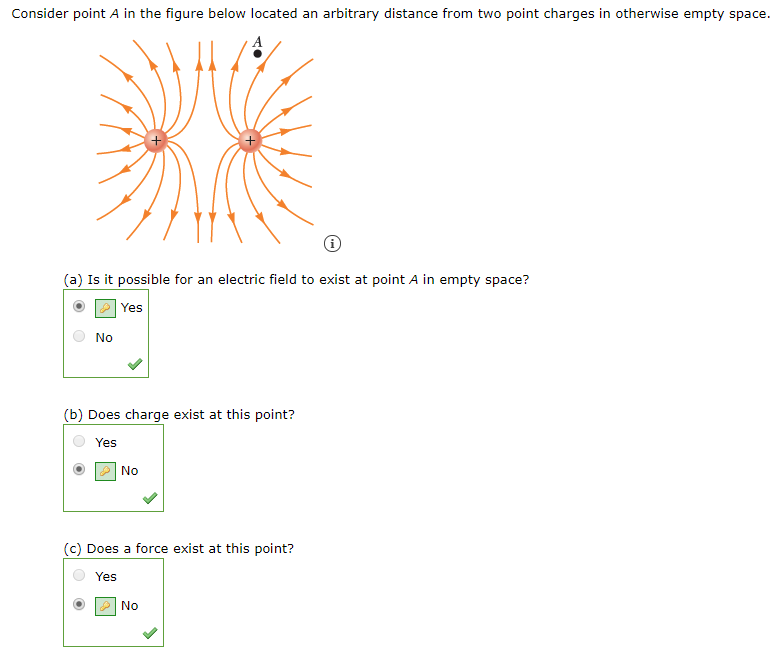 Consider point A in the figure below located an arbitrary distance from two point charges in otherwise empty space.
A
+ +
i
(a) Is it possible for an electric field to exist at point A in empty space?
Yes
No
(b) Does charge exist at this point?
Yes
No
(c) Does a force exist at this point?
Yes
No